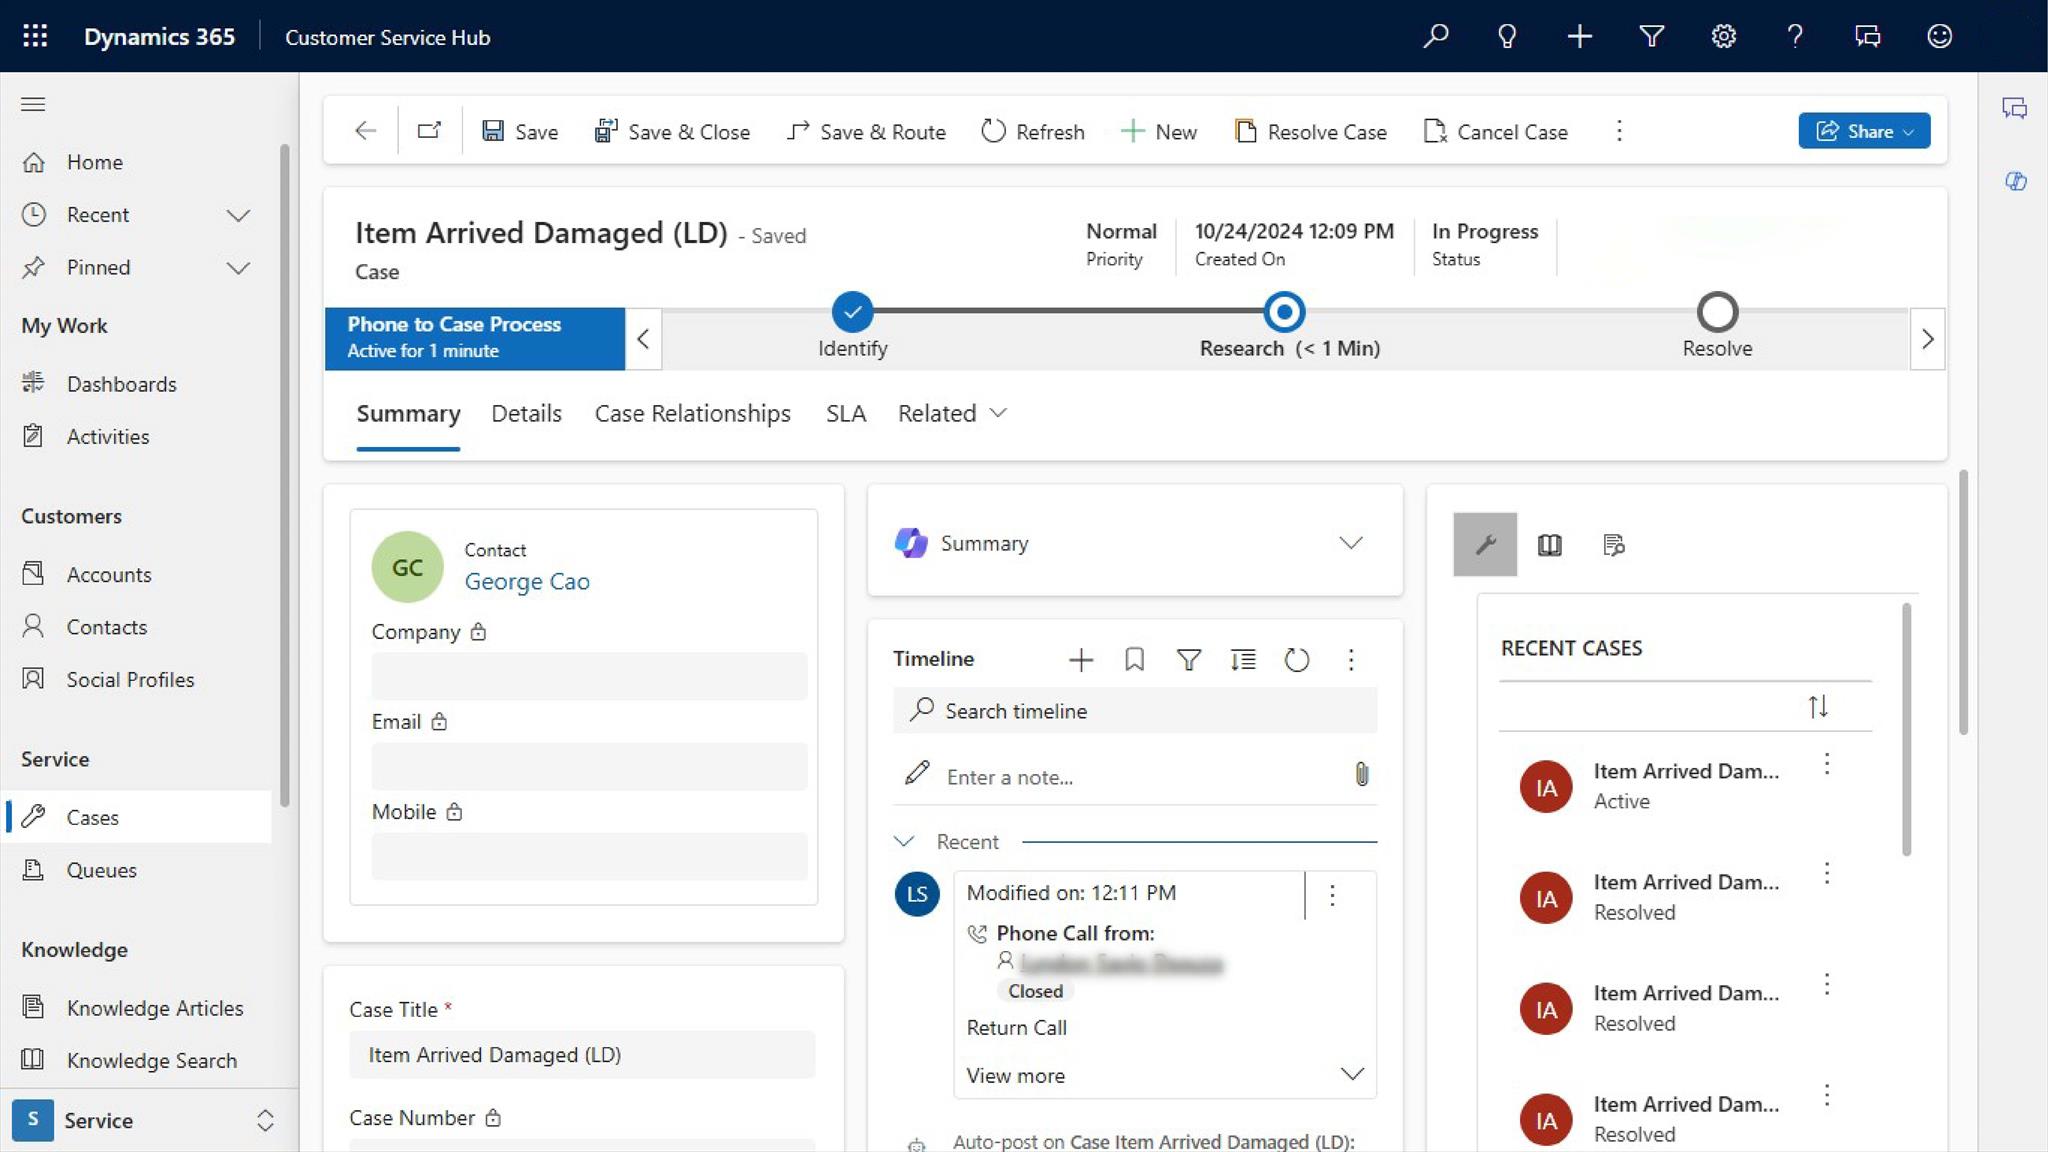 Dynamics 365
Customer Service Hub
Home
Recent
Pinned
My Work
Dashboards
Activities
Customers
Accounts
Contacts
Social Profiles
Service
Cases
Queues
Knowledge
Knowledge Articles
Knowledge Search
S
Service
Save
Save & Close
Save & Route
Refresh
New
Resolve Case
Cancel Case
Share
Item Arrived Damaged (LD) - Saved
Case
Normal
Priority
10/24/2024 12:09 PM
Created On
In Progress
Status
Phone to Case Process
Active for 1 minute
Identify
Research (< 1 Min)
Resolve
Summary
Details
Case Relationships
SLA
Related
GC
Contact
George Cao
Company
Email
Mobile
Case Title *
Item Arrived Damaged (LD)
Case Number
Summary
Timeline
Search timeline
Enter a note...
Recent
LS
Modified on: 12:11 PM
Phone Call from:
Closed
Return Call
View more
Auto-post on Case Item Arrived Damaged (LD):
RECENT CASES
IA
Item Arrived Dam...
Active
IA
Item Arrived Dam...
Resolved
IA
Item Arrived Dam...
Resolved
IA
Item Arrived Dam...
Resolved